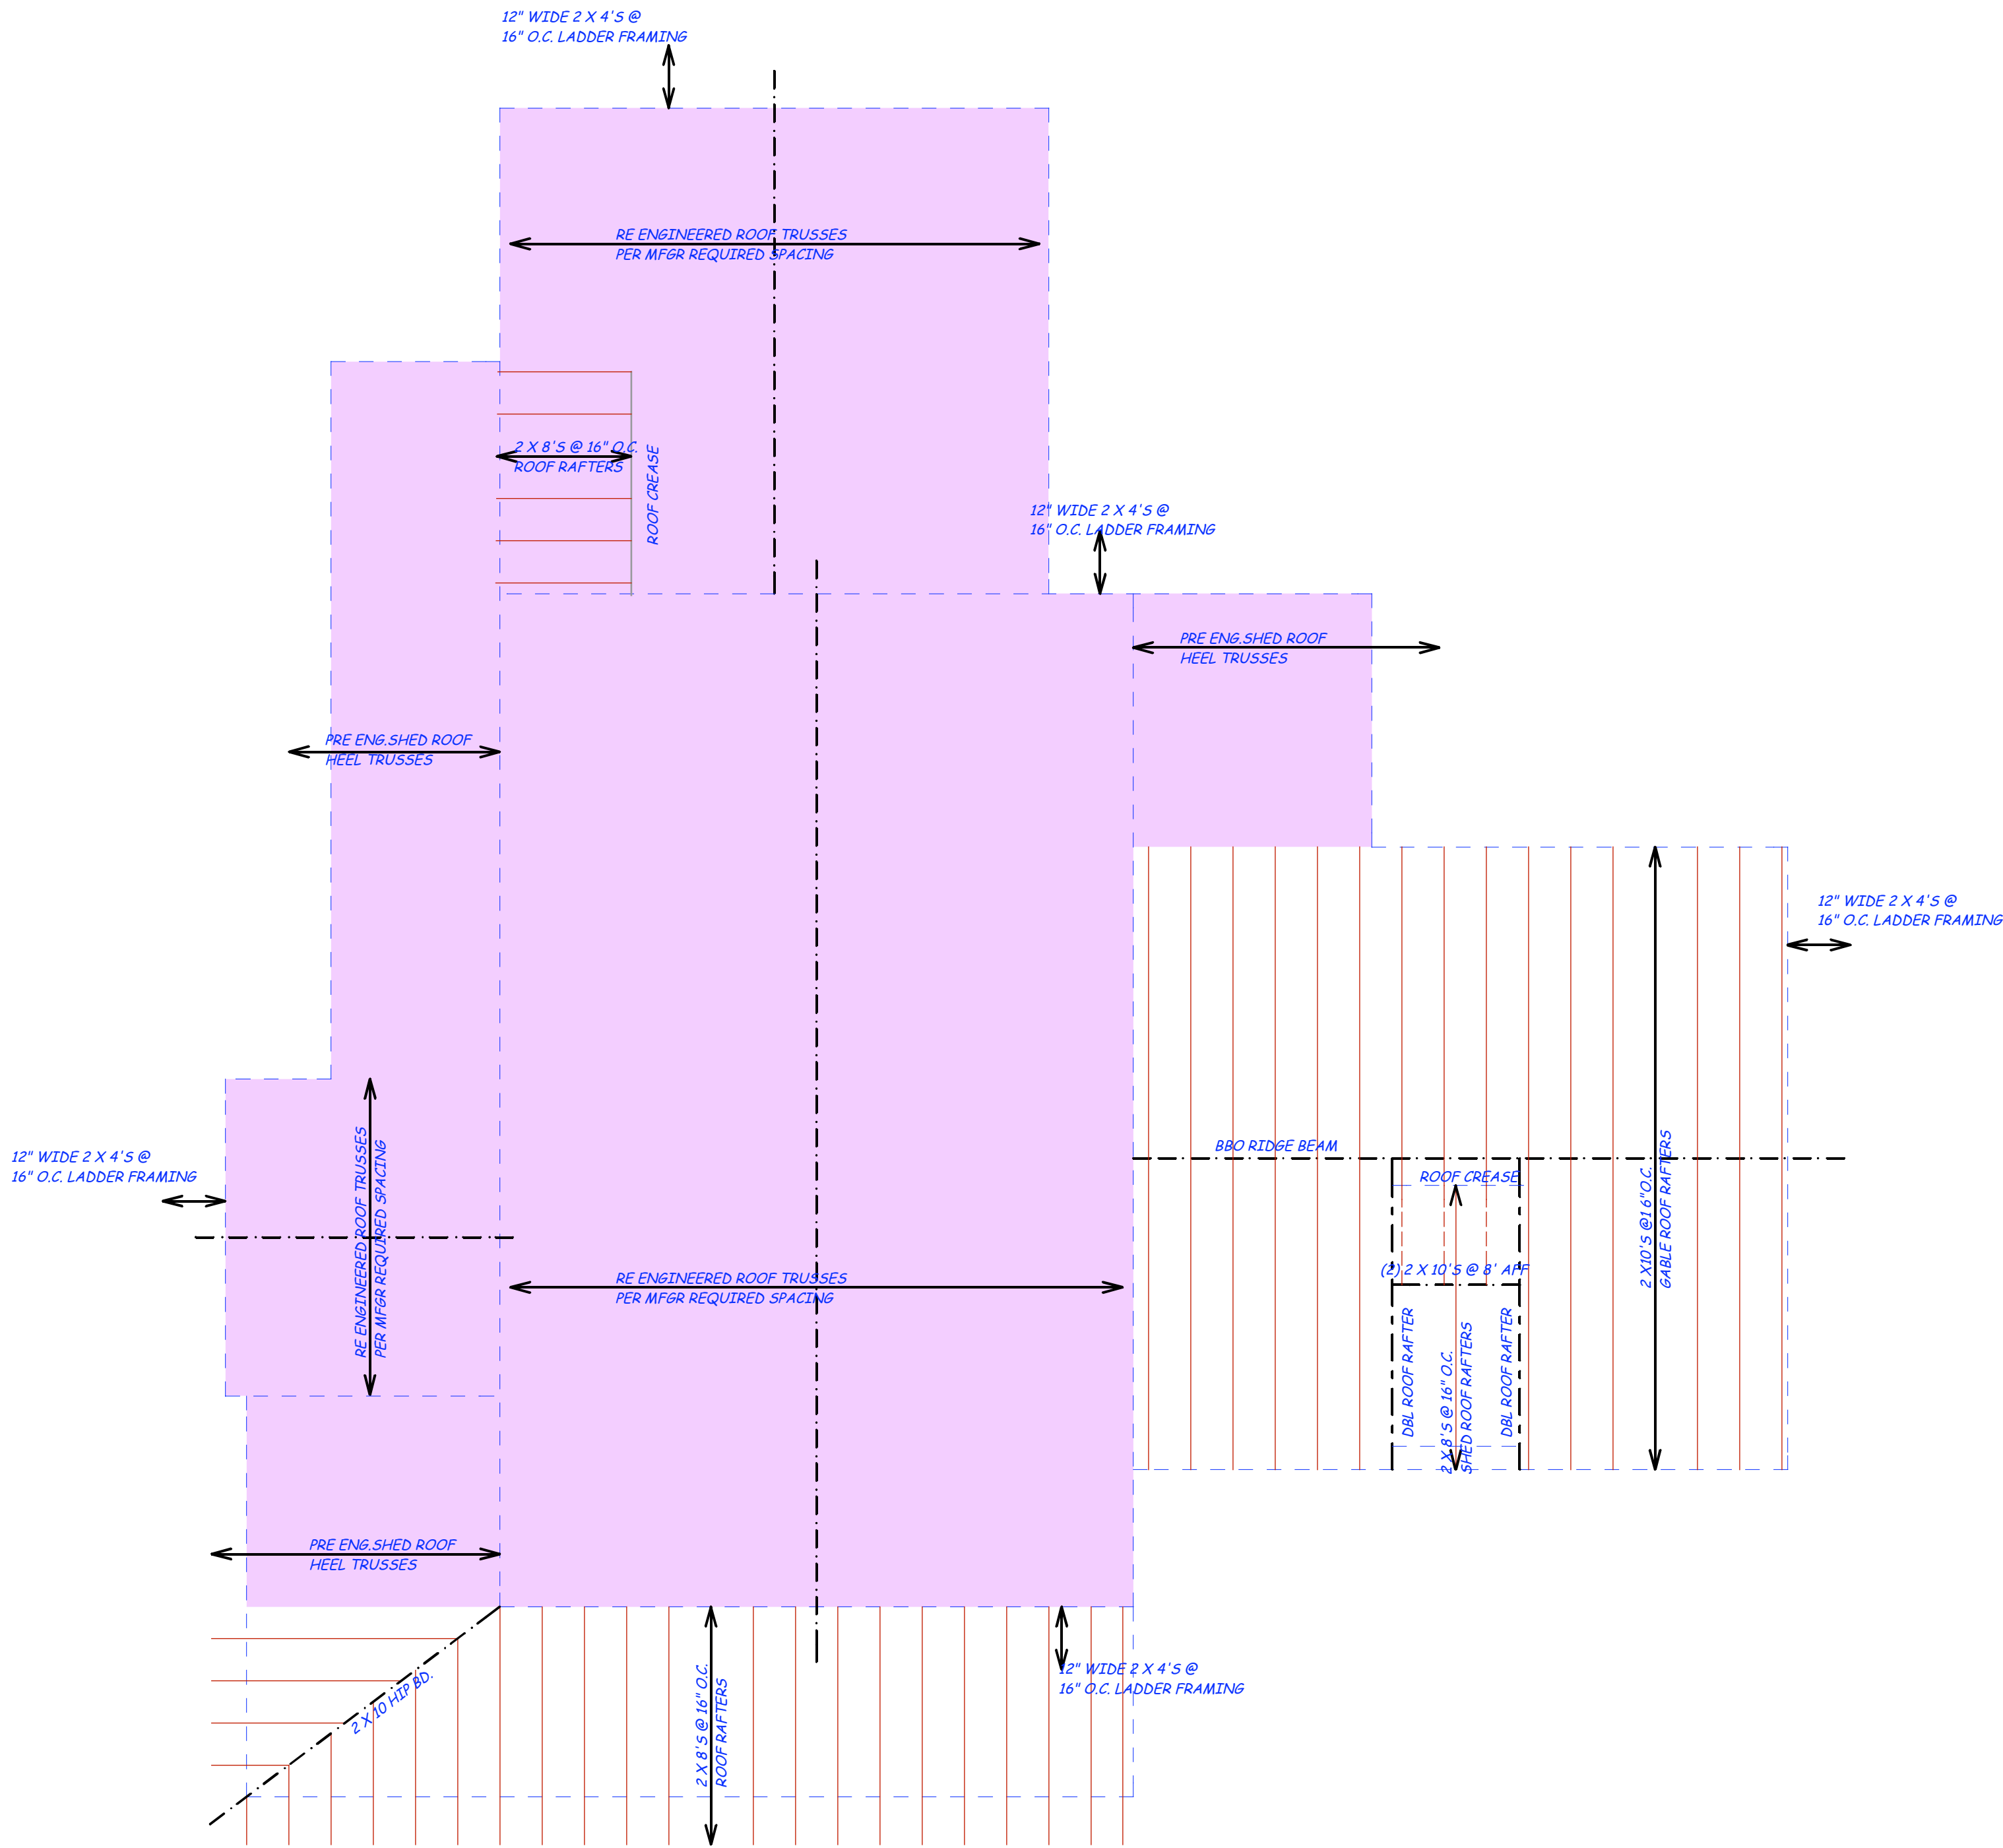 12" WIDE 2 X 4'S @
16" O.C. LADDER FRAMING
RE ENGINEERED ROOF TRUSSES
PER MFGR REQUIRED SPACING
2 X 8'S @ 16" O.C.
ROOF RAFTERS
ROOF CREASE
12" WIDE 2 X 4'S @
16" O.C. LADDER FRAMING
PRE ENG.SHED ROOF
HEEL TRUSSES
PRE ENG.SHED ROOF
HEEL TRUSSES
12" WIDE 2 X 4'S @
16" O.C. LADDER FRAMING
12" WIDE 2 X 4'S @
16" O.C. LADDER FRAMING
RE ENGINEERED ROOF TRUSSES
PER MFGR REQUIRED SPACING
BBO RIDGE BEAM
ROOF CREASE
2 X10'S @1 6"O.C.
GABLE ROOF RAFTERS
(2) 2 X 10'S @ 8' AFF
RE ENGINEERED ROOF TRUSSES
PER MFGR REQUIRED SPACING
DBL ROOF RAFTER
2 X 8'S @ 16" O.C.
SHED ROOF RAFTERS
DBL ROOF RAFTER
PRE ENG.SHED ROOF
HEEL TRUSSES
2 X 10 HIP BD.
2 X 8'S @ 16" O.C.
ROOF RAFTERS
12" WIDE 2 X 4'S @
16" O.C. LADDER FRAMING